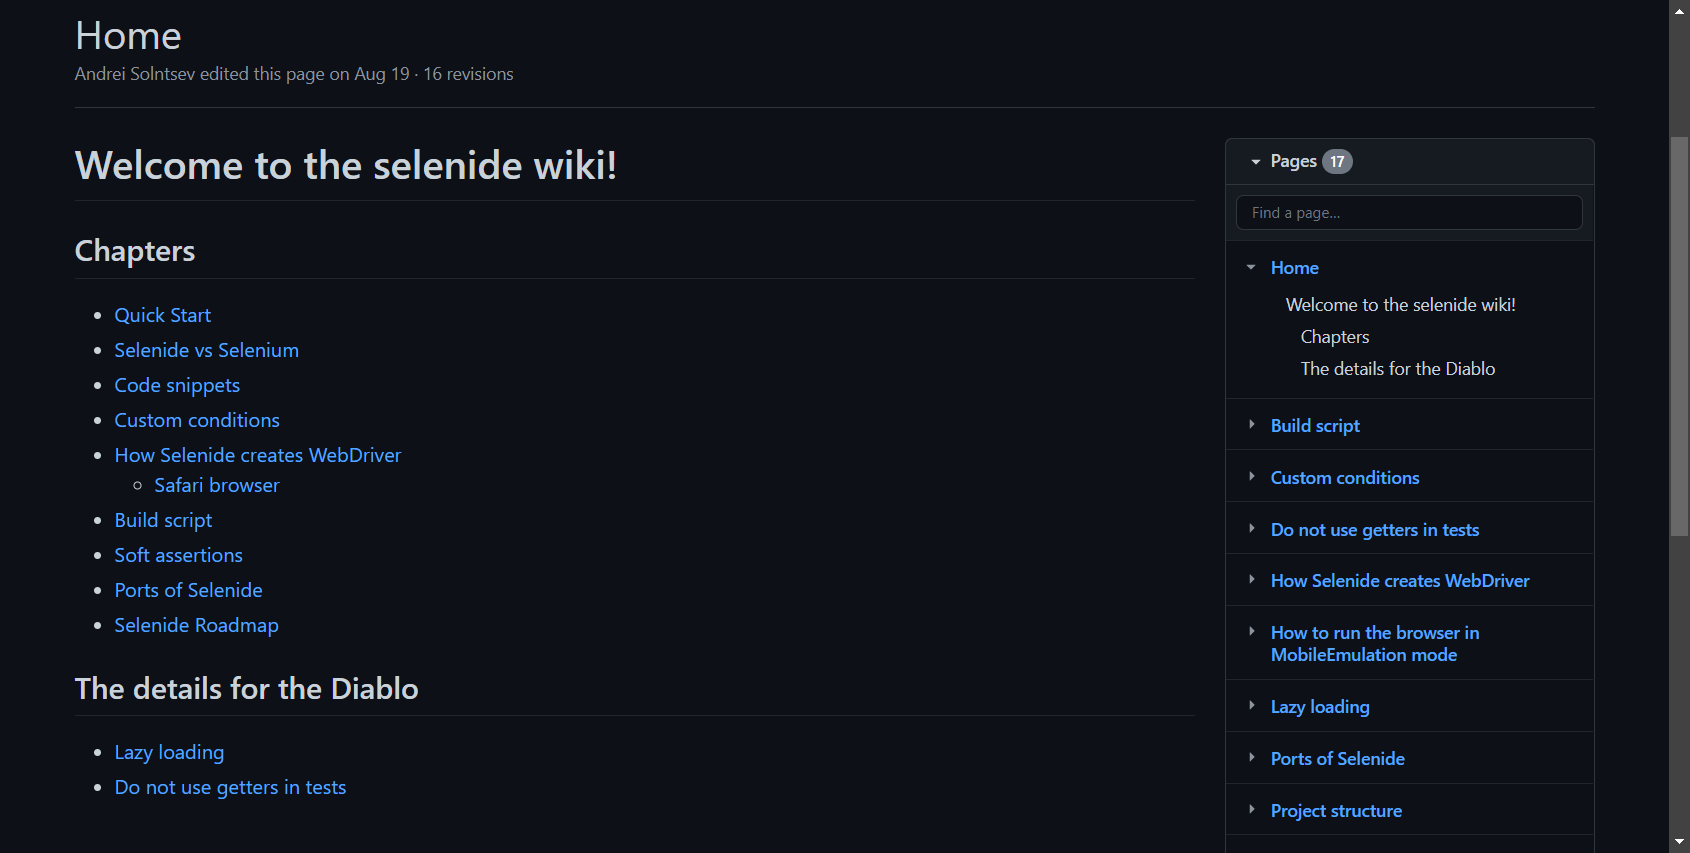 Home
Andrei Solntsev edited this page on Aug 19 · 16 revisions
Welcome to the selenide wiki!
Chapters
Quick Start
Selenide vs Selenium
Code snippets
Custom conditions
How Selenide creates WebDriver
Safari browser
Build script
Soft assertions
Ports of Selenide
Selenide Roadmap
The details for the Diablo
Lazy loading
Do not use getters in tests
Pages 17
Find a page...
Home
Welcome to the selenide wiki!
Chapters
The details for the Diablo
Build script
Custom conditions
Do not use getters in tests
How Selenide creates WebDriver
How to run the browser in
MobileEmulation mode
Lazy loading
Ports of Selenide
Project structure